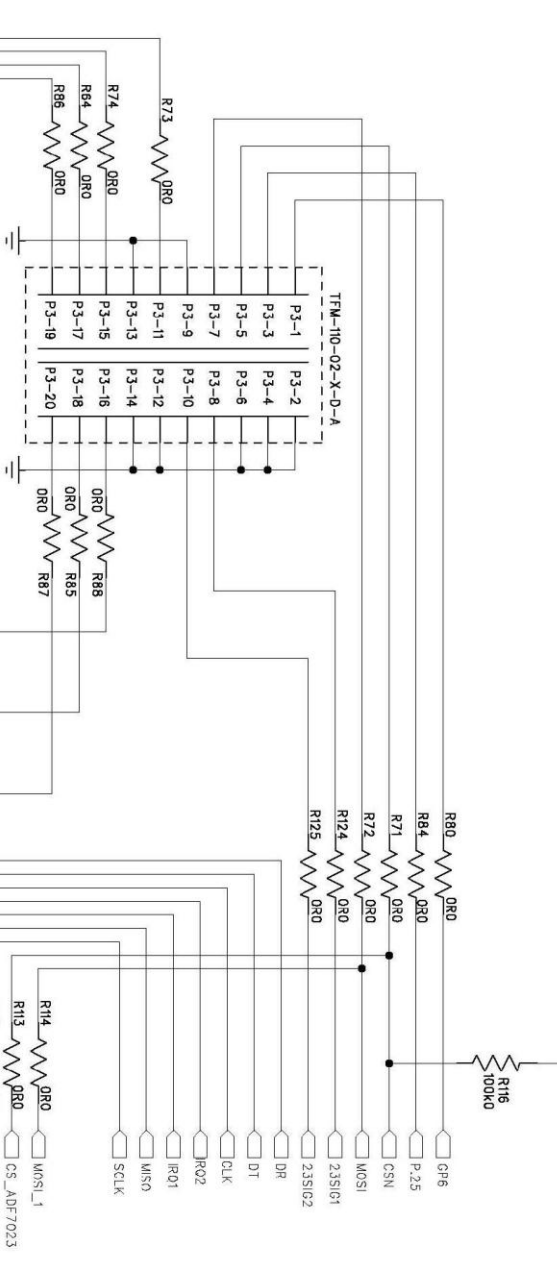 R86
0R0
R64
0R0
R74
0R0
R73
0R0
TFM-110-02-X-D-A
P3-1
P3-2
P3-3
P3-4
P3-5
P3-6
P3-7
P3-8
P3-9
P3-10
P3-11
P3-12
P3-13
P3-14
P3-15
P3-16
P3-17
P3-18
P3-19
P3-20
0R0
R88
0R0
R85
0R0
R87
R80
0R0
R84
0R0
R71
0R0
R72
0R0
R124
0R0
R125
0R0
R116
100k0
R114
0R0
R113
0R0
GP6
P.25
CSN
MOSI
23SIG1
23SIG2
DR
DT
CLK
IRQ2
IRQ1
MISO
SCLK
MOSI_1
CS_ADF7023